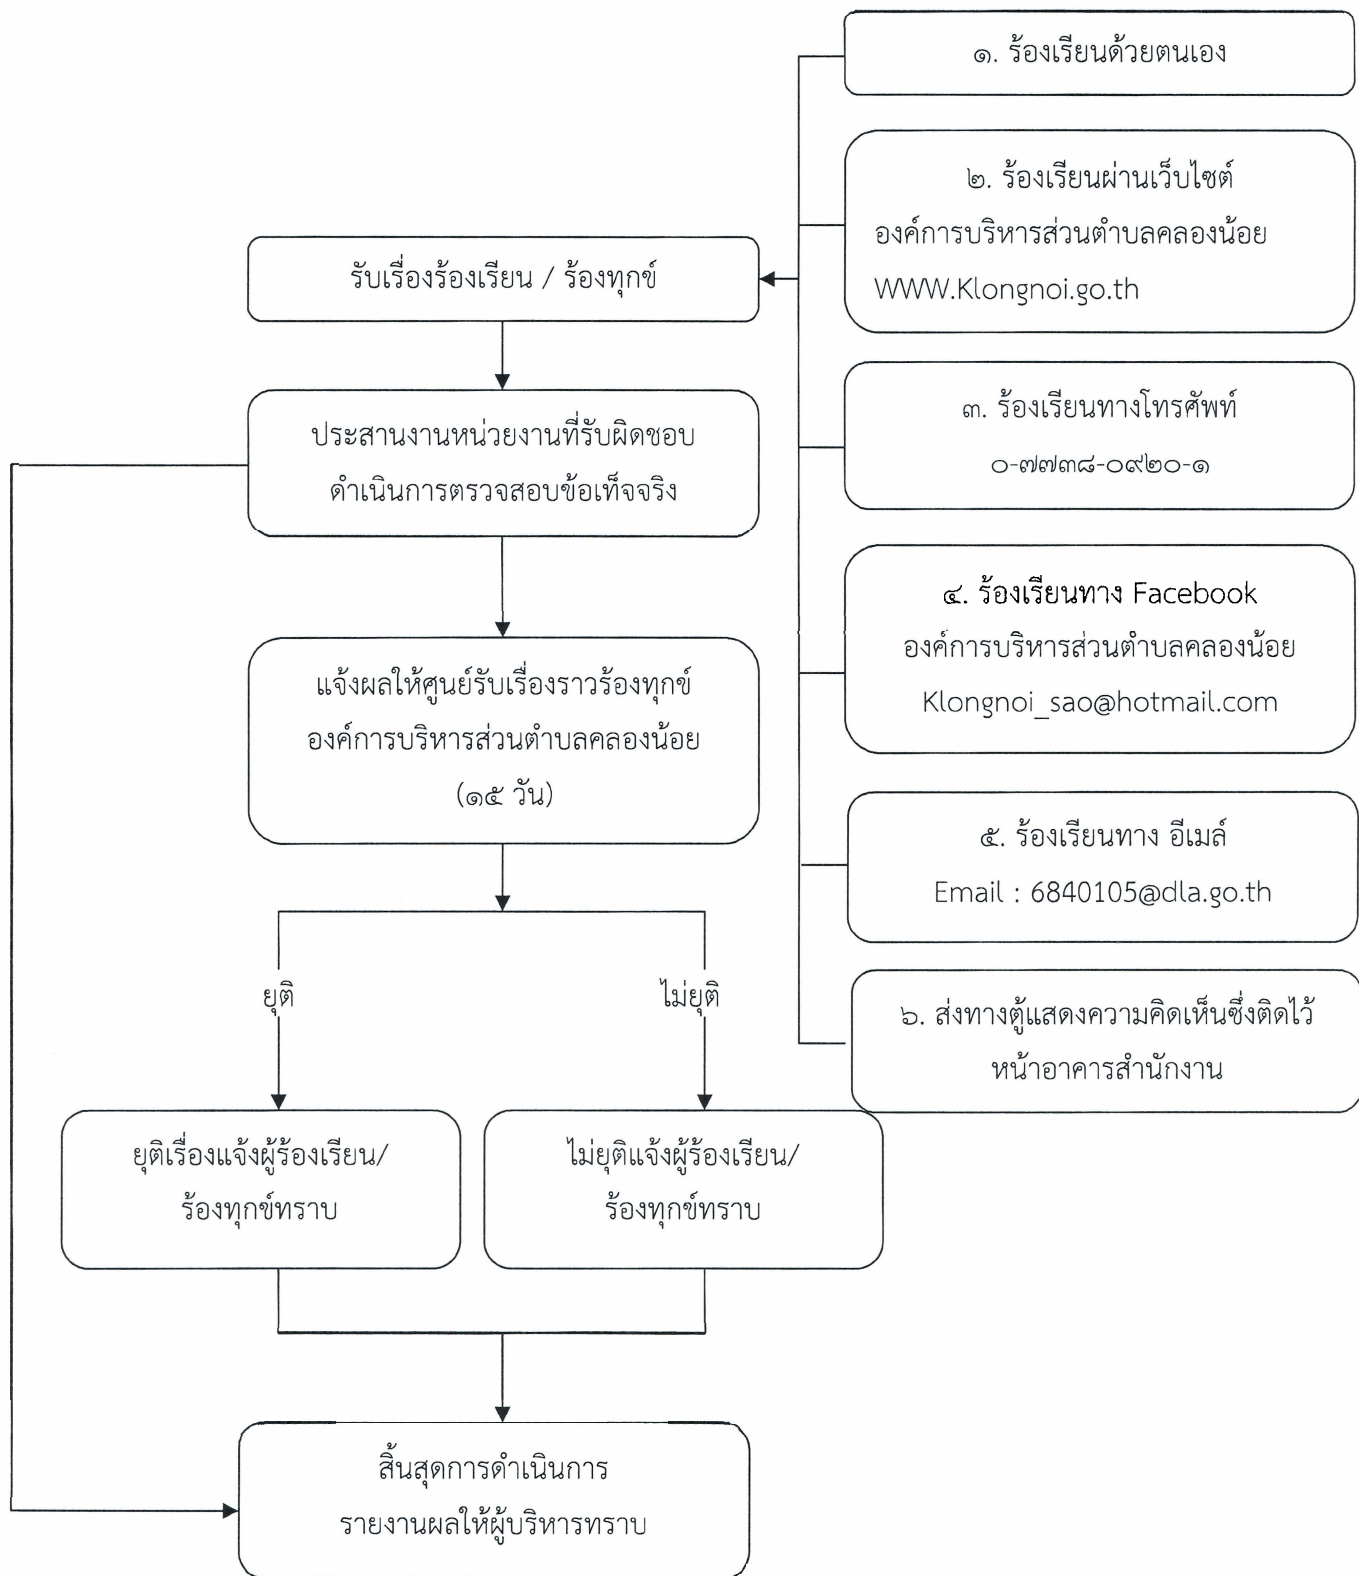 ๑. ร้องเรียนด้วยตนเอง
๒. ร้องเรียนผ่านเว็บไซต์
องค์การบริหารส่วนตำบลคลองน้อย
WWW.Klongnoi.go.th
๓. ร้องเรียนทางโทรศัพท์
๐-๗๗๓๘-๐๙๒๐-๑
๔. ร้องเรียนทาง Facebook
องค์การบริหารส่วนตำบลคลองน้อย
Klongnoi_sao@hotmail.com
๕. ร้องเรียนทาง อีเมล์
Email : 6840105@dla.go.th
๖. ส่งทางตู้แสดงความคิดเห็นซึ่งติดไว้
หน้าอาคารสำนักงาน
รับเรื่องร้องเรียน / ร้องทุกข์
ประสานงานหน่วยงานที่รับผิดชอบ
ดำเนินการตรวจสอบข้อเท็จจริง
แจ้งผลให้ศูนย์รับเรื่องราวร้องทุกข์
องค์การบริหารส่วนตำบลคลองน้อย
(๑๕ วัน)
ยุติ
ไม่ยุติ
ยุติเรื่องแจ้งผู้ร้องเรียน/
ร้องทุกข์ทราบ
ไม่ยุติแจ้งผู้ร้องเรียน/
ร้องทุกข์ทราบ
สิ้นสุดการดำเนินการ
รายงานผลให้ผู้บริหารทราบ